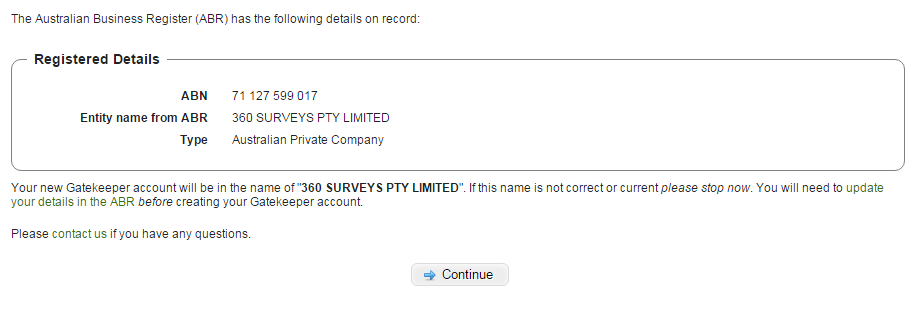 The Australian Business Register (ABR) has the following details on record:
Registered Details
ABN 71 127 599 017
Entity name from ABR 360 SURVEYS PTY LIMITED
Type Australian Private Company
Your new Gatekeeper account will be in the name of "360 SURVEYS PTY LIMITED". If this name is not correct or current please stop now. You will need to update
your details in the ABR before creating your Gatekeeper account.
Please contact us if you have any questions.
Continue